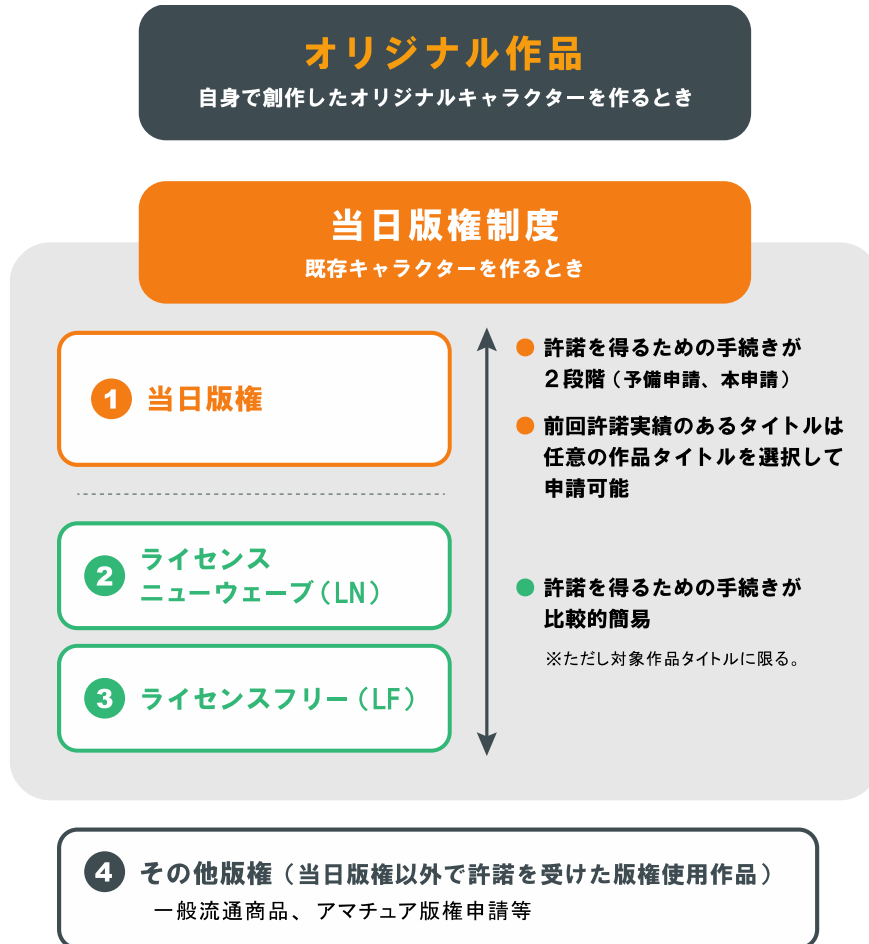 オリジナル作品
自身で創作したオリジナルキャラクターを作るとき
当日版権制度
既存キャラクターを作るとき
1 当日版権
● 許諾を得るための手続きが
2段階（予備申請、本申請）
● 前回許諾実績のあるタイトルは
任意の作品タイトルを選択して
申請可能
2 ライセンス
ニューウェーブ（LN）
3 ライセンスフリー（LF）
● 許諾を得るための手続きが
比較的簡易
※ただし対象作品タイトルに限る。
4 その他版権（当日版権以外で許諾を受けた版権使用作品）
一般流通商品、アマチュア版権申請等